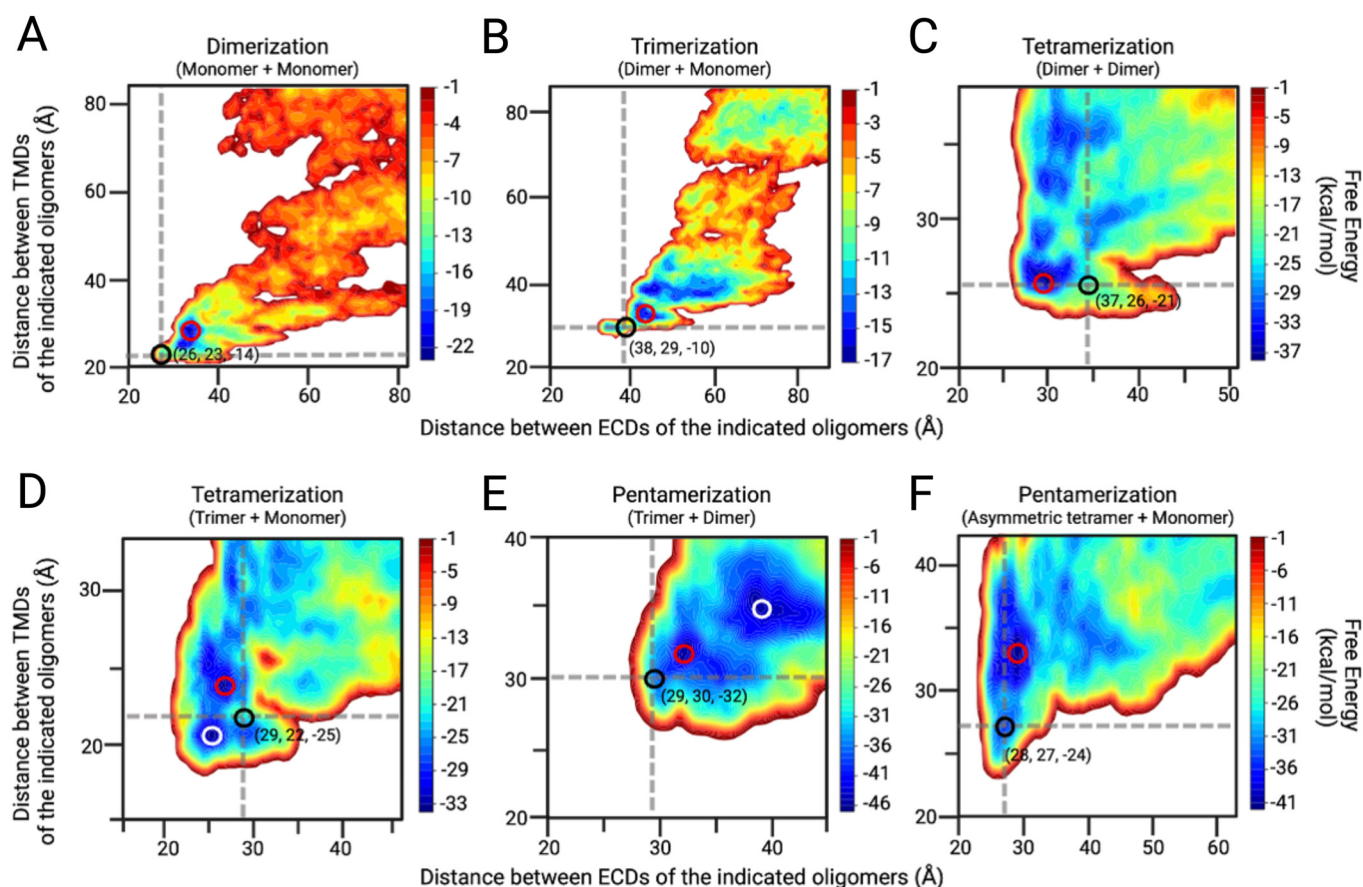 A
Dimerization
(Monomer + Monomer)
B
Trimerization
(Dimer + Monomer)
C
Tetramerization
(Dimer + Dimer)
Distance between TMDs
of the indicated oligomers (Å)
80
60
40
20
20 40 60 80
(26, 23, -14)
-1
-4
-7
-10
-13
-16
-19
-22
80
60
40
20
20 40 60 80
(38, 29, -10)
-1
-3
-5
-7
-9
-11
-13
-15
-17
30
20
20 30 40 50
(37, 26, -21)
-1
-5
-9
-13
-17
-21
-25
-29
-33
-37
Free Energy
(kcal/mol)
Distance between ECDs of the indicated oligomers (Å)
D
Tetramerization
(Trimer + Monomer)
E
Pentamerization
(Trimer + Dimer)
F
Pentamerization
(Asymmetric tetramer + Monomer)
Distance between TMDs
of the indicated oligomers (Å)
30
20
20 30 40
(29, 22, -25)
-1
-5
-9
-13
-17
-21
-25
-29
-33
40
30
20
20 30 40
(29, 30, -32)
-1
-6
-11
-16
-21
-26
-31
-36
-41
-46
40
30
20
20 30 40 50 60
(28, 27, -24)
-1
-6
-11
-16
-21
-26
-31
-36
-41
Free Energy
(kcal/mol)
Distance between ECDs of the indicated oligomers (Å)